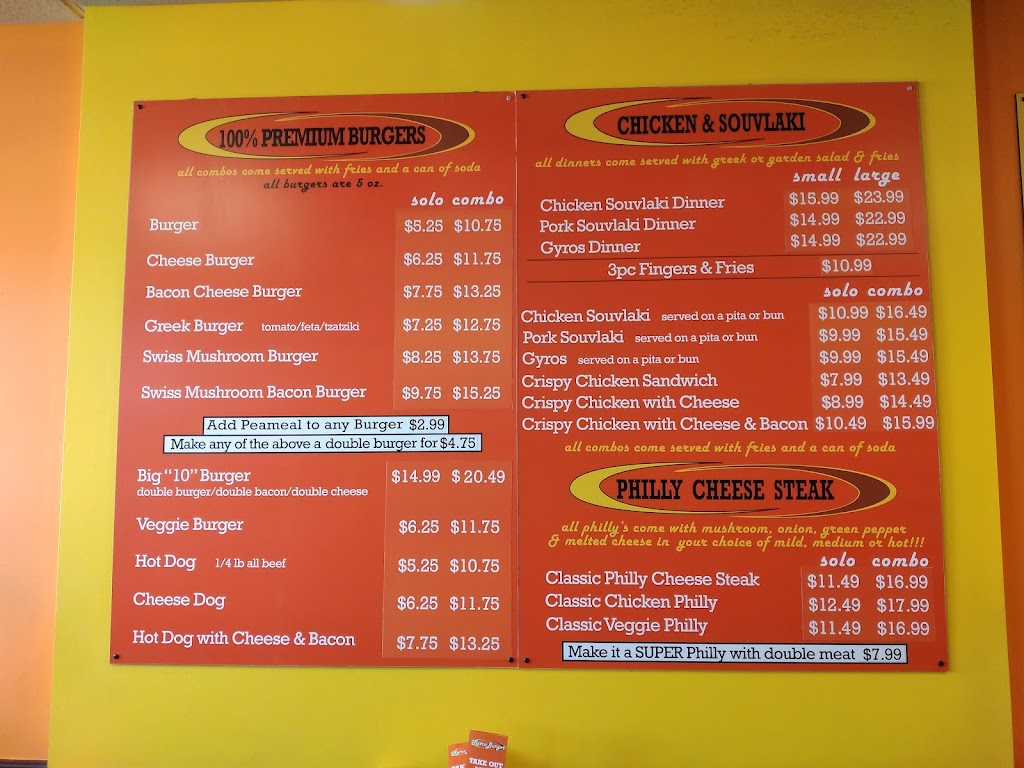 100% PREMIUM BURGERS
all combos come served with fries and a can of soda
all burgers are 5 oz.
solo combo
Burger $5.25 $10.75
Cheese Burger $6.25 $11.75
Bacon Cheese Burger $7.75 $13.25
Greek Burger tomato/feta/tzatziki $7.25 $12.75
Swiss Mushroom Burger $8.25 $13.75
Swiss Mushroom Bacon Burger $9.75 $15.25
Add Peameal to any Burger $2.99
Make any of the above a double burger for $4.75
Big "10" Burger $14.99 $20.49
double burger/double bacon/double cheese
Veggie Burger $6.25 $11.75
Hot Dog 1/4 lb all beef $5.25 $10.75
Cheese Dog $6.25 $11.75
Hot Dog with Cheese & Bacon $7.75 $13.25
CHICKEN & SOUVLAKI
all dinners come served with greek or garden salad & fries
small large
Chicken Souvlaki Dinner $15.99 $23.99
Pork Souvlaki Dinner $14.99 $22.99
Gyros Dinner $14.99 $22.99
3pc Fingers & Fries $10.99
solo combo
Chicken Souvlaki served on a pita or bun $10.99 $16.49
Pork Souvlaki served on a pita or bun $9.99 $15.49
Gyros served on a pita or bun $9.99 $15.49
Crispy Chicken Sandwich $7.99 $13.49
Crispy Chicken with Cheese $8.99 $14.49
Crispy Chicken with Cheese & Bacon $10.49 $15.99
all combos come served with fries and a can of soda
PHILLY CHEESE STEAK
all philly's come with mushroom, onion, green pepper
& melted cheese in your choice of mild, medium or hot!!!
solo combo
Classic Philly Cheese Steak $11.49 $16.99
Classic Chicken Philly $12.49 $17.99
Classic Veggie Philly $11.49 $16.99
Make it a SUPER Philly with double meat $7.99
Burger
TAKE OUT